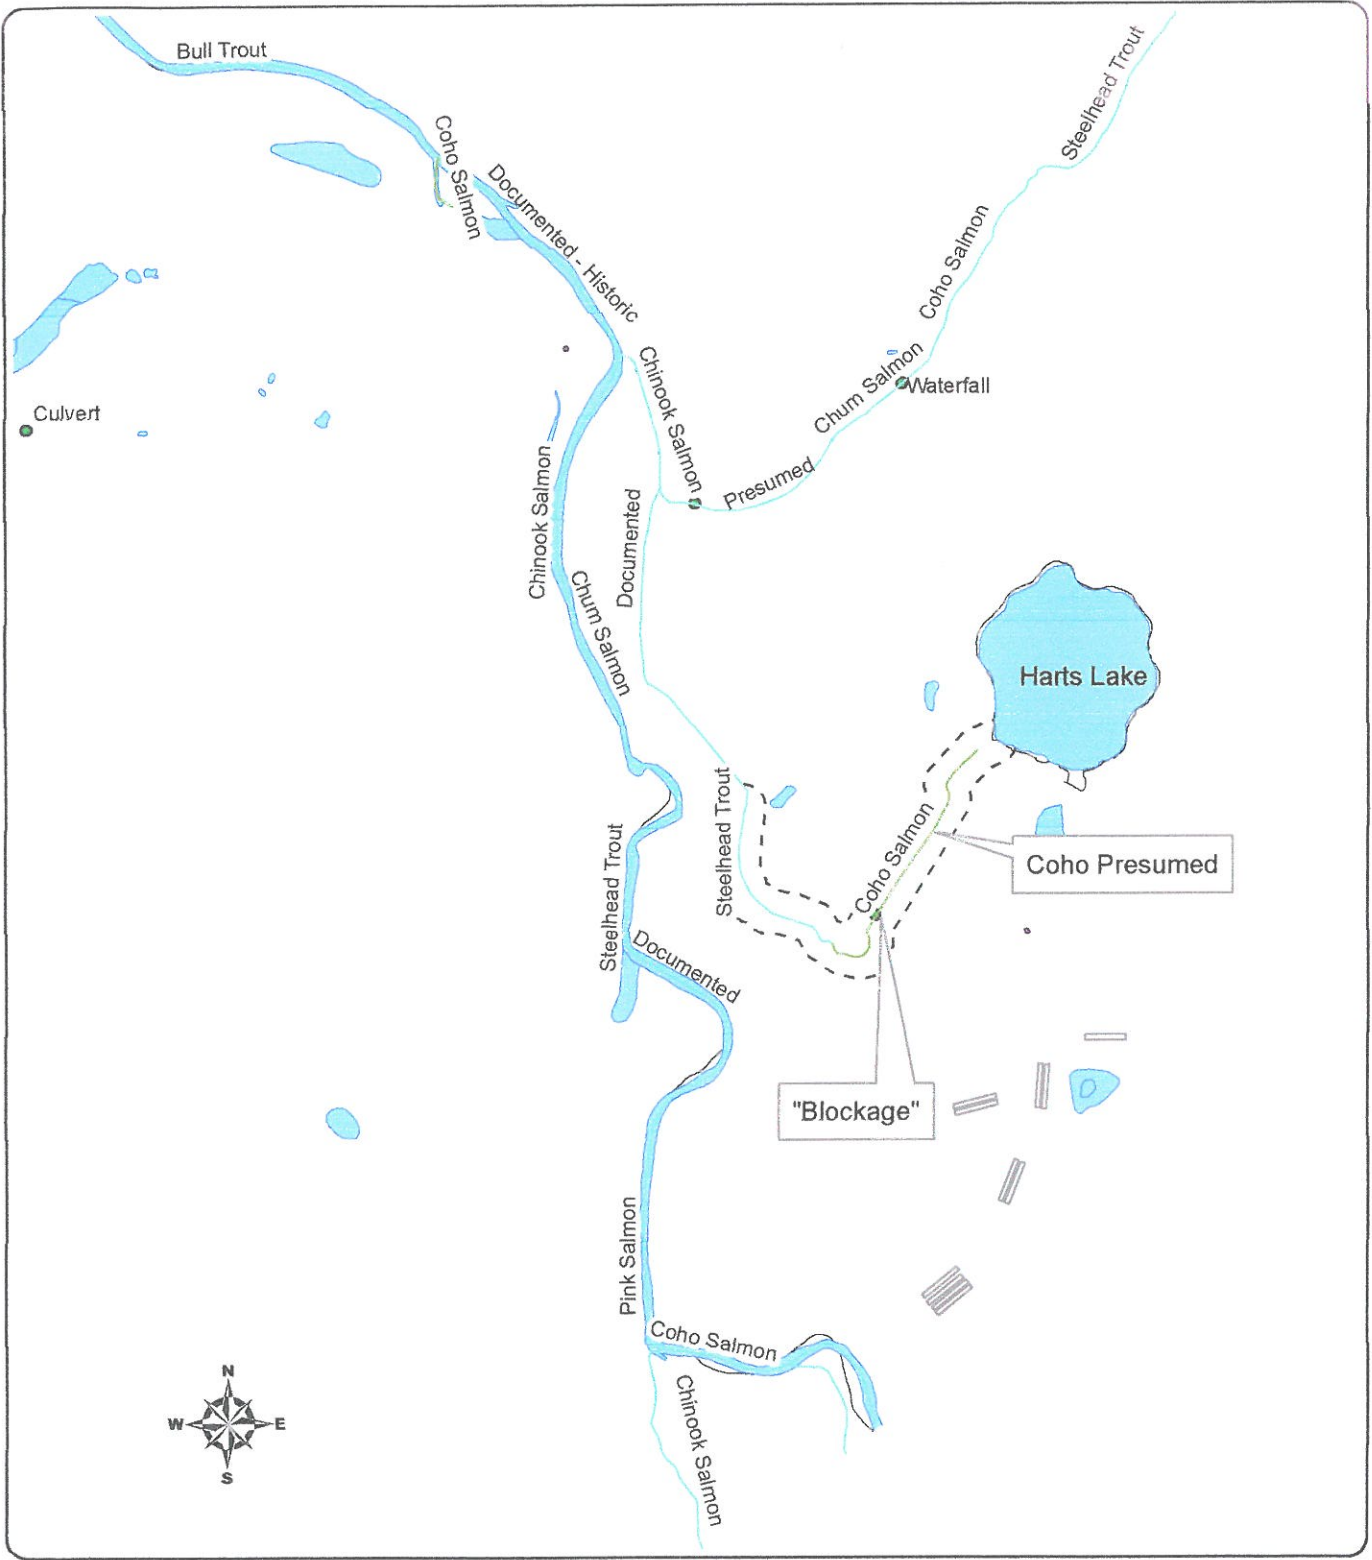 Bull Trout
Steelhead Trout
Coho Salmon
Documented - Historic
Coho Salmon
Chinook Salmon
Chum Salmon
Waterfall
Culvert
Presumed
Chinook Salmon
Documented
Chum Salmon
Harts Lake
Steelhead Trout
Coho Salmon
Coho Presumed
Steelhead Trout
Documented
"Blockage"
Pink Salmon
Coho Salmon
Chinook Salmon
N
W
E
S